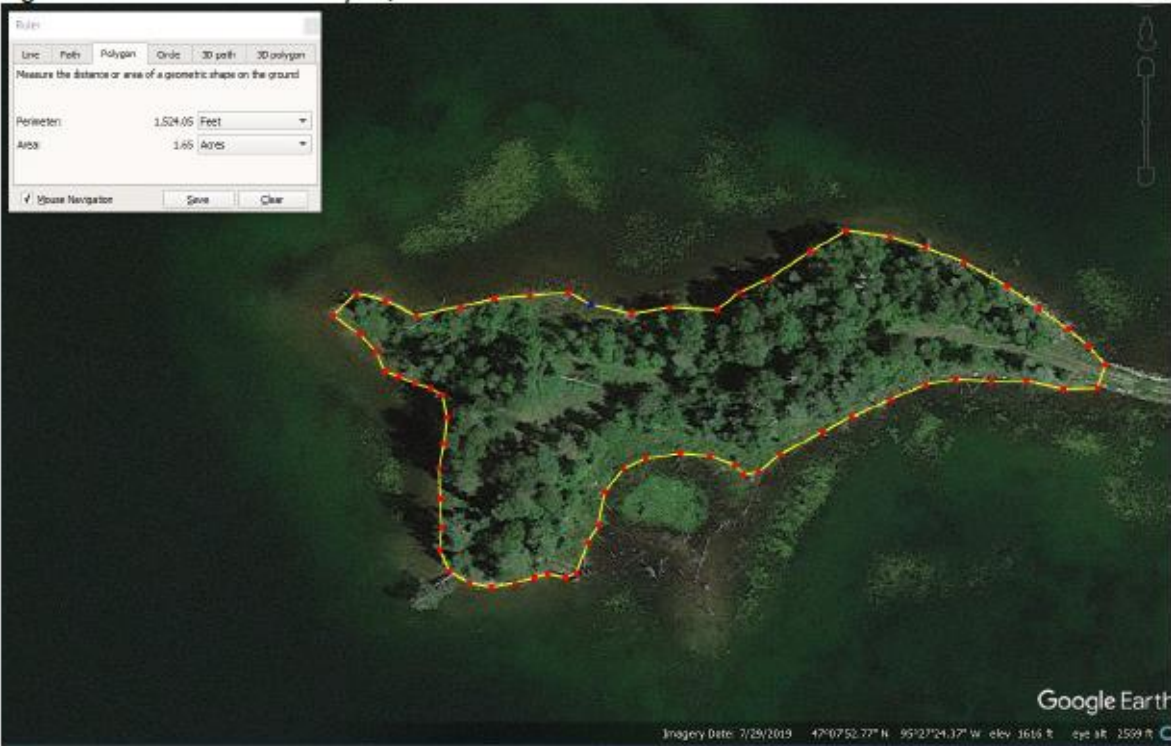 Ruler
Line Path Polygon Circle 3D path 3D polygon
Measure the distance or area of a geometric shape on the ground
Perimeter: 1,524.05 Feet
Area: 1.65 Acres
Mouse Navigation Save Clear
Google Earth
Imagery Date: 7/29/2019 47°07'52.77" N 95°27'24.37" W elev 1616 ft eye alt 2559 ft